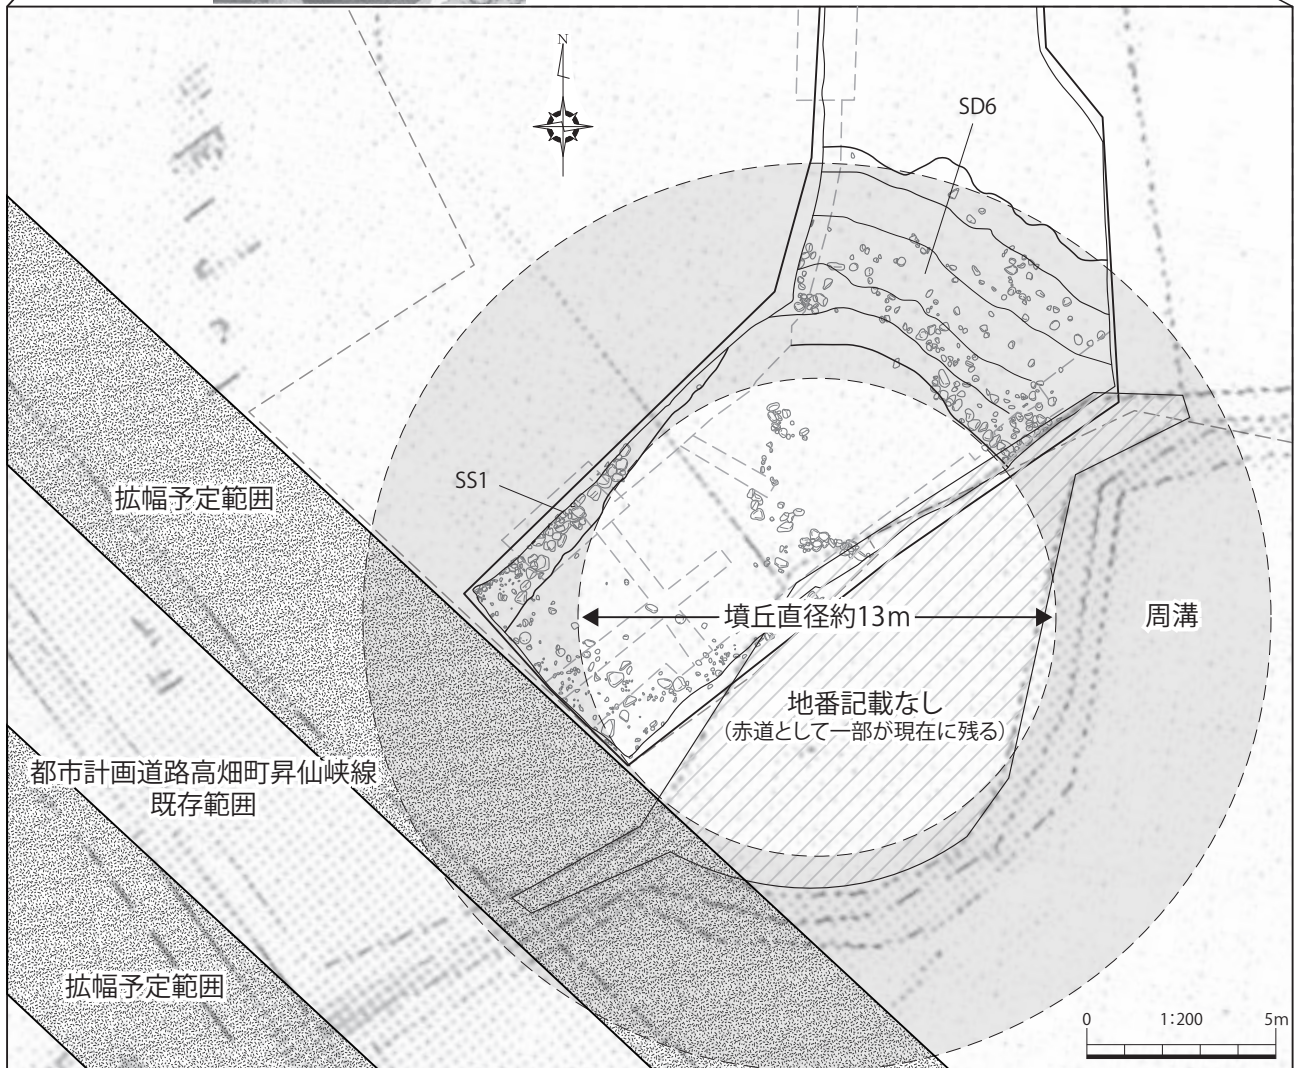 N
SD6
SS1
拡幅予定範囲
墳丘直径約13m
周溝
地番記載なし
（赤道として一部が現在に残る）
都市計画道路高畑町昇仙峡線
既存範囲
拡幅予定範囲
0 1:200 5m